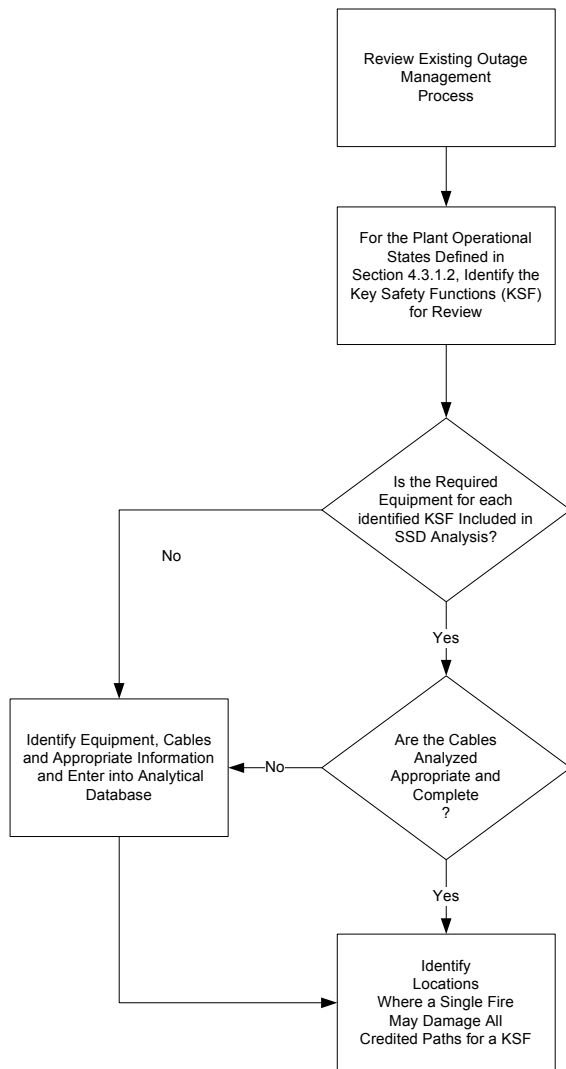 Review Existing Outage
Management
Process
For the Plant Operational
States Defined in
Section 4.3.1.2, Identify the
Key Safety Functions (KSF)
for Review
Is the Required
Equipment for each
identified KSF Included in
SSD Analysis?
No
Yes
Identify Equipment, Cables
and Appropriate Information
and Enter into Analytical
Database
No
Are the Cables
Analyzed
Appropriate and
Complete
?
Yes
Identify
Locations
Where a Single Fire
May Damage All
Credited Paths for a KSF